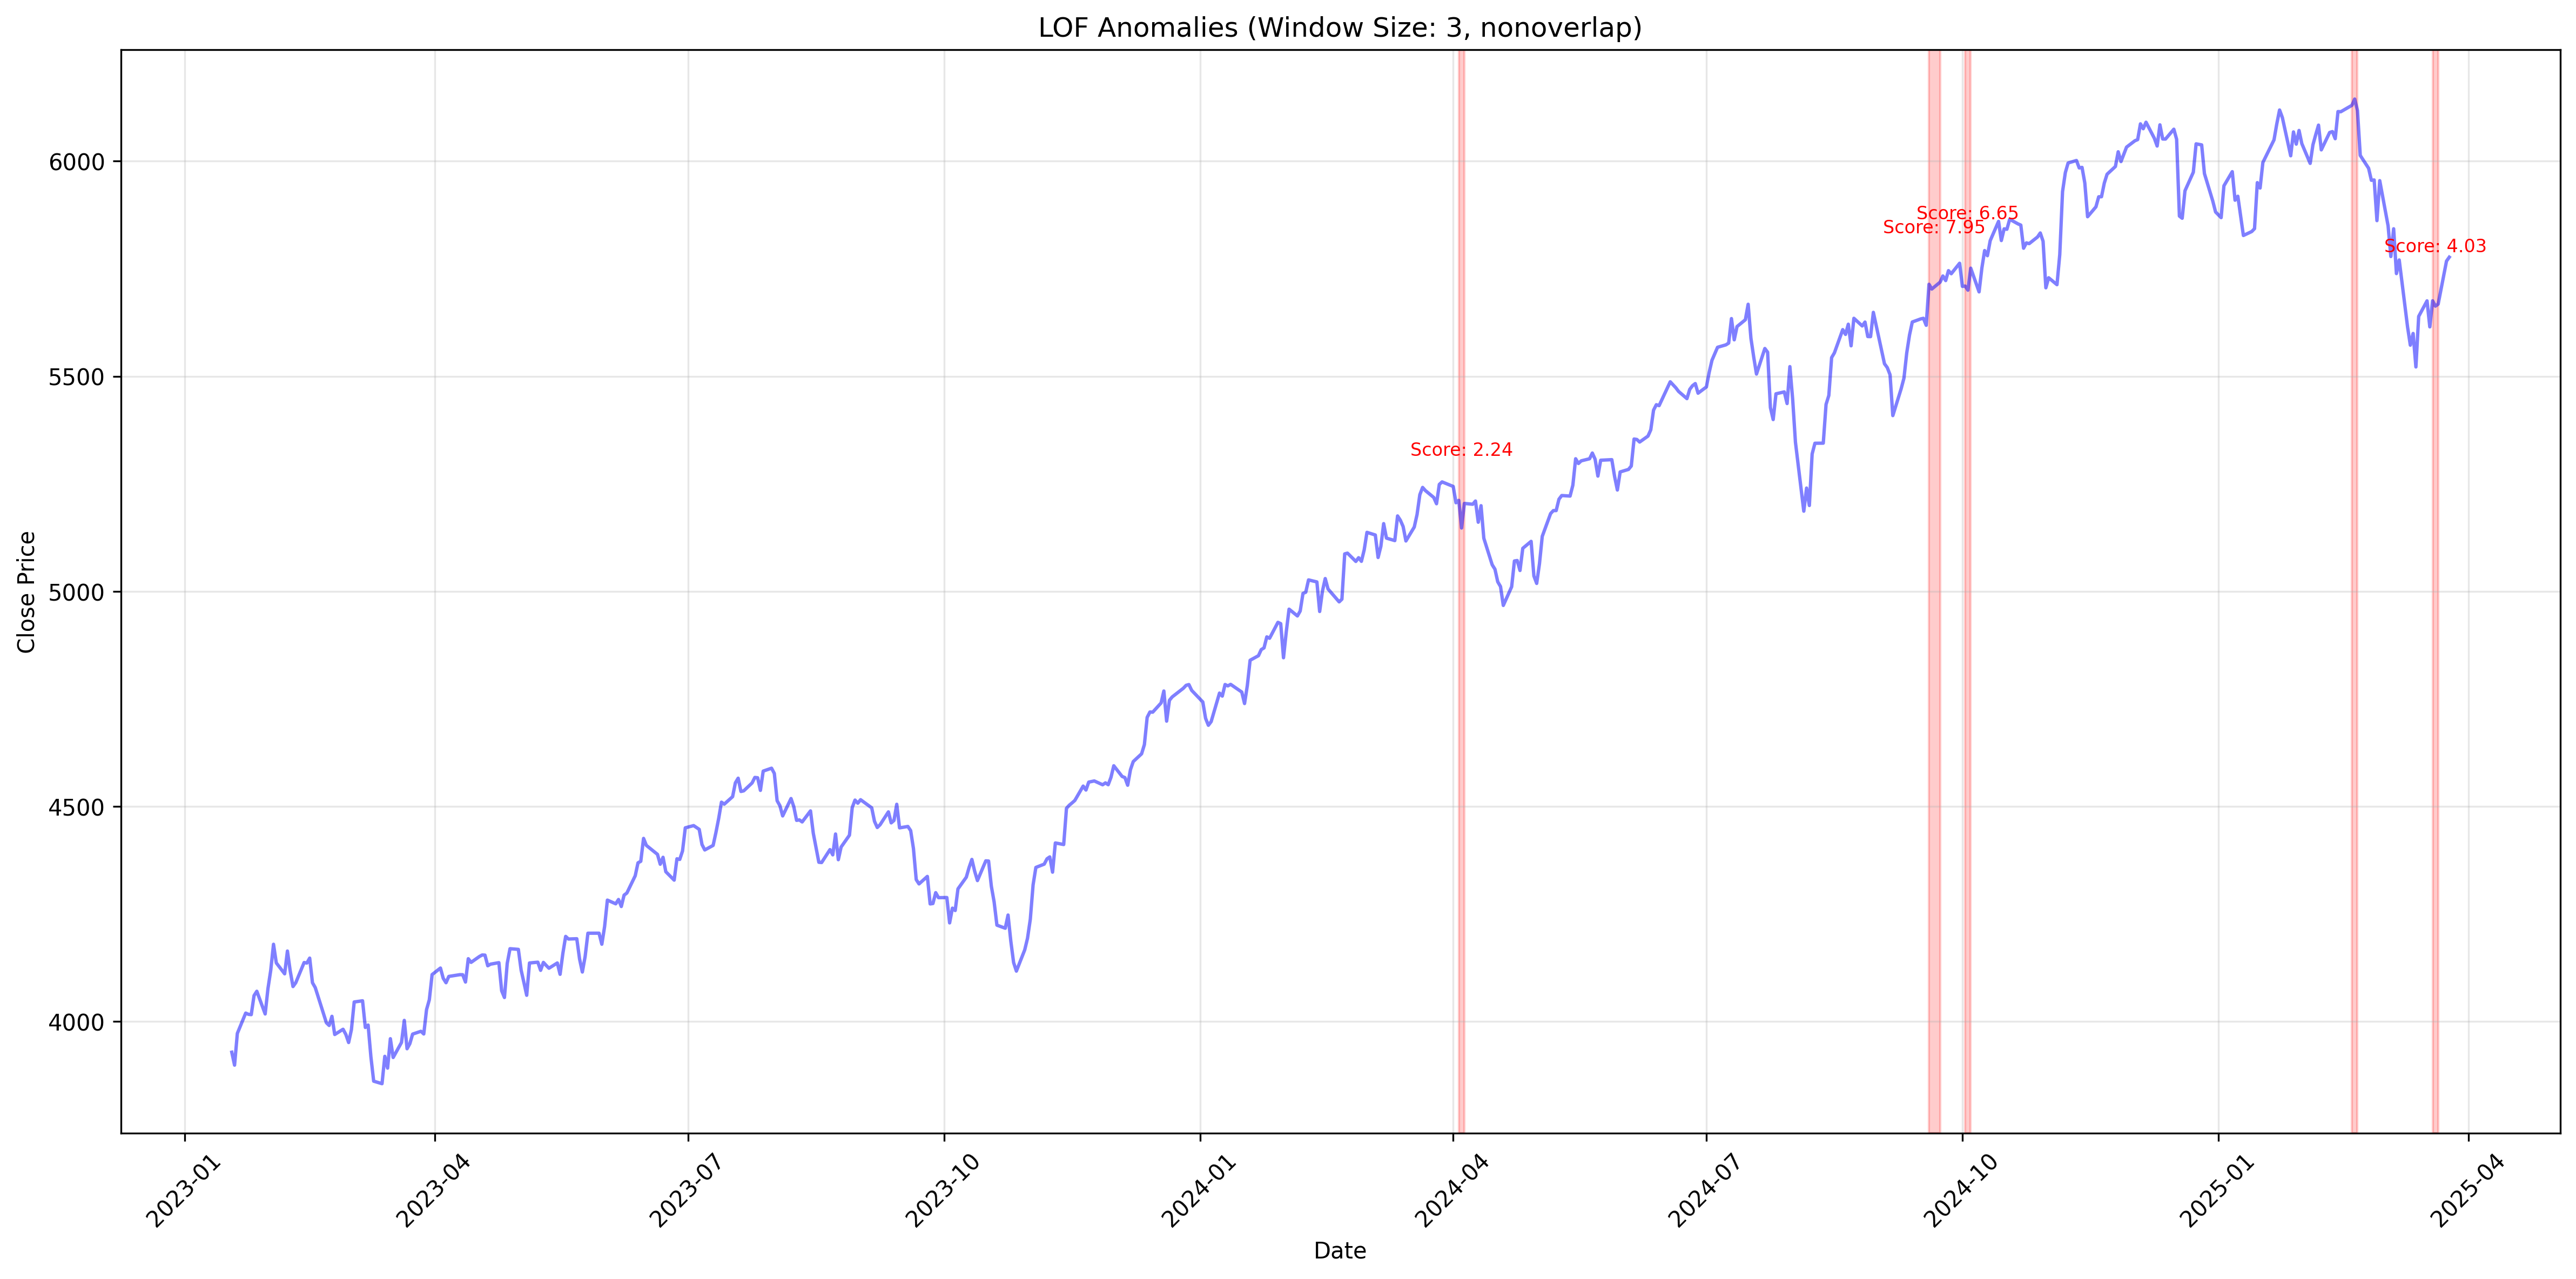 LOF Anomalies (Window Size: 3, nonoverlap)
Close Price
6000
5500
5000
4500
4000
Score: 2.24
Score: 6.65
Score: 7.95
Score: 4.03
2023-01
2023-04
2023-07
2023-10
2024-01
2024-04
2024-07
2024-10
2025-01
2025-04
Date